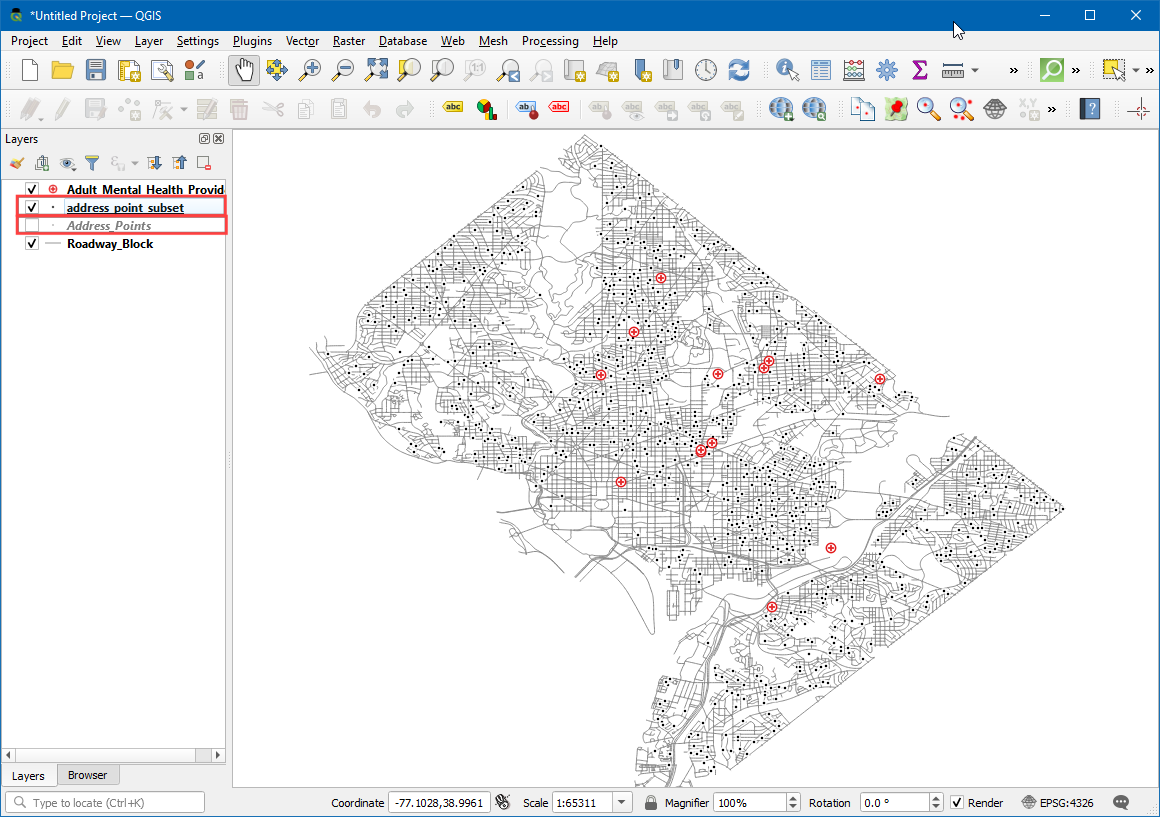 *Untitled Project — QGIS
Project Edit View Layer Settings Plugins Vector Raster Database Web Mesh Processing Help
Layers
Adult_Mental_Health_Provid
address_point_subset
Address_Points
Roadway_Block
Layers Browser
Type to locate (Ctrl+K) Coordinate -77.1028,38.9961 Scale 1:65311 Magnifier 100% Rotation 0.0 ° Render EPSG:4326